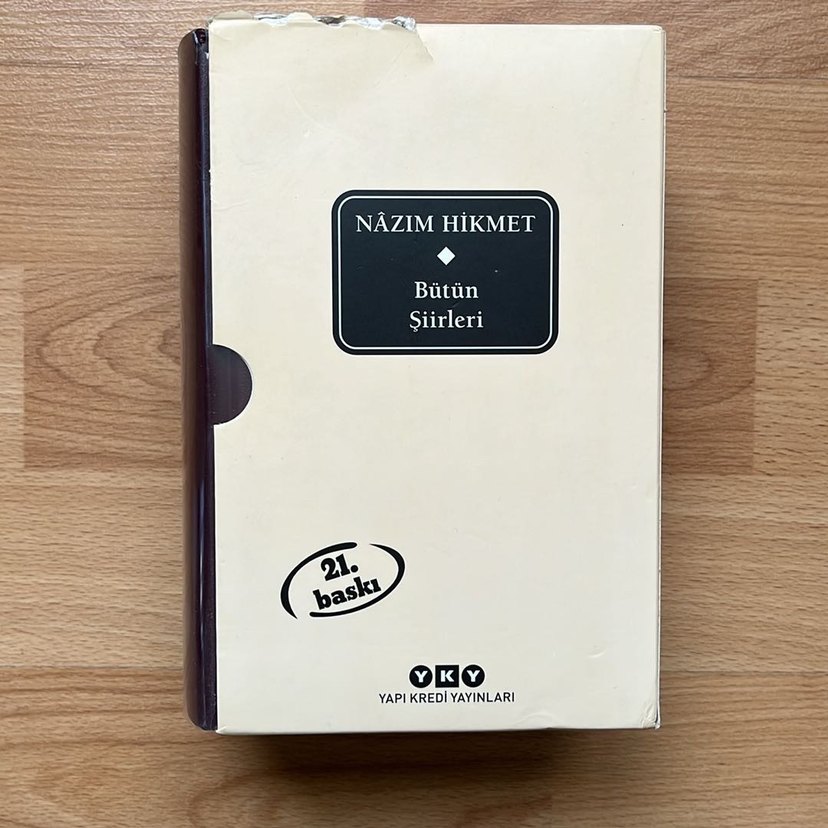 NÂZIM HİKMET
Bütün
Şiirleri
21.
baskı
YKY
YAPI KREDİ YAYINLARI